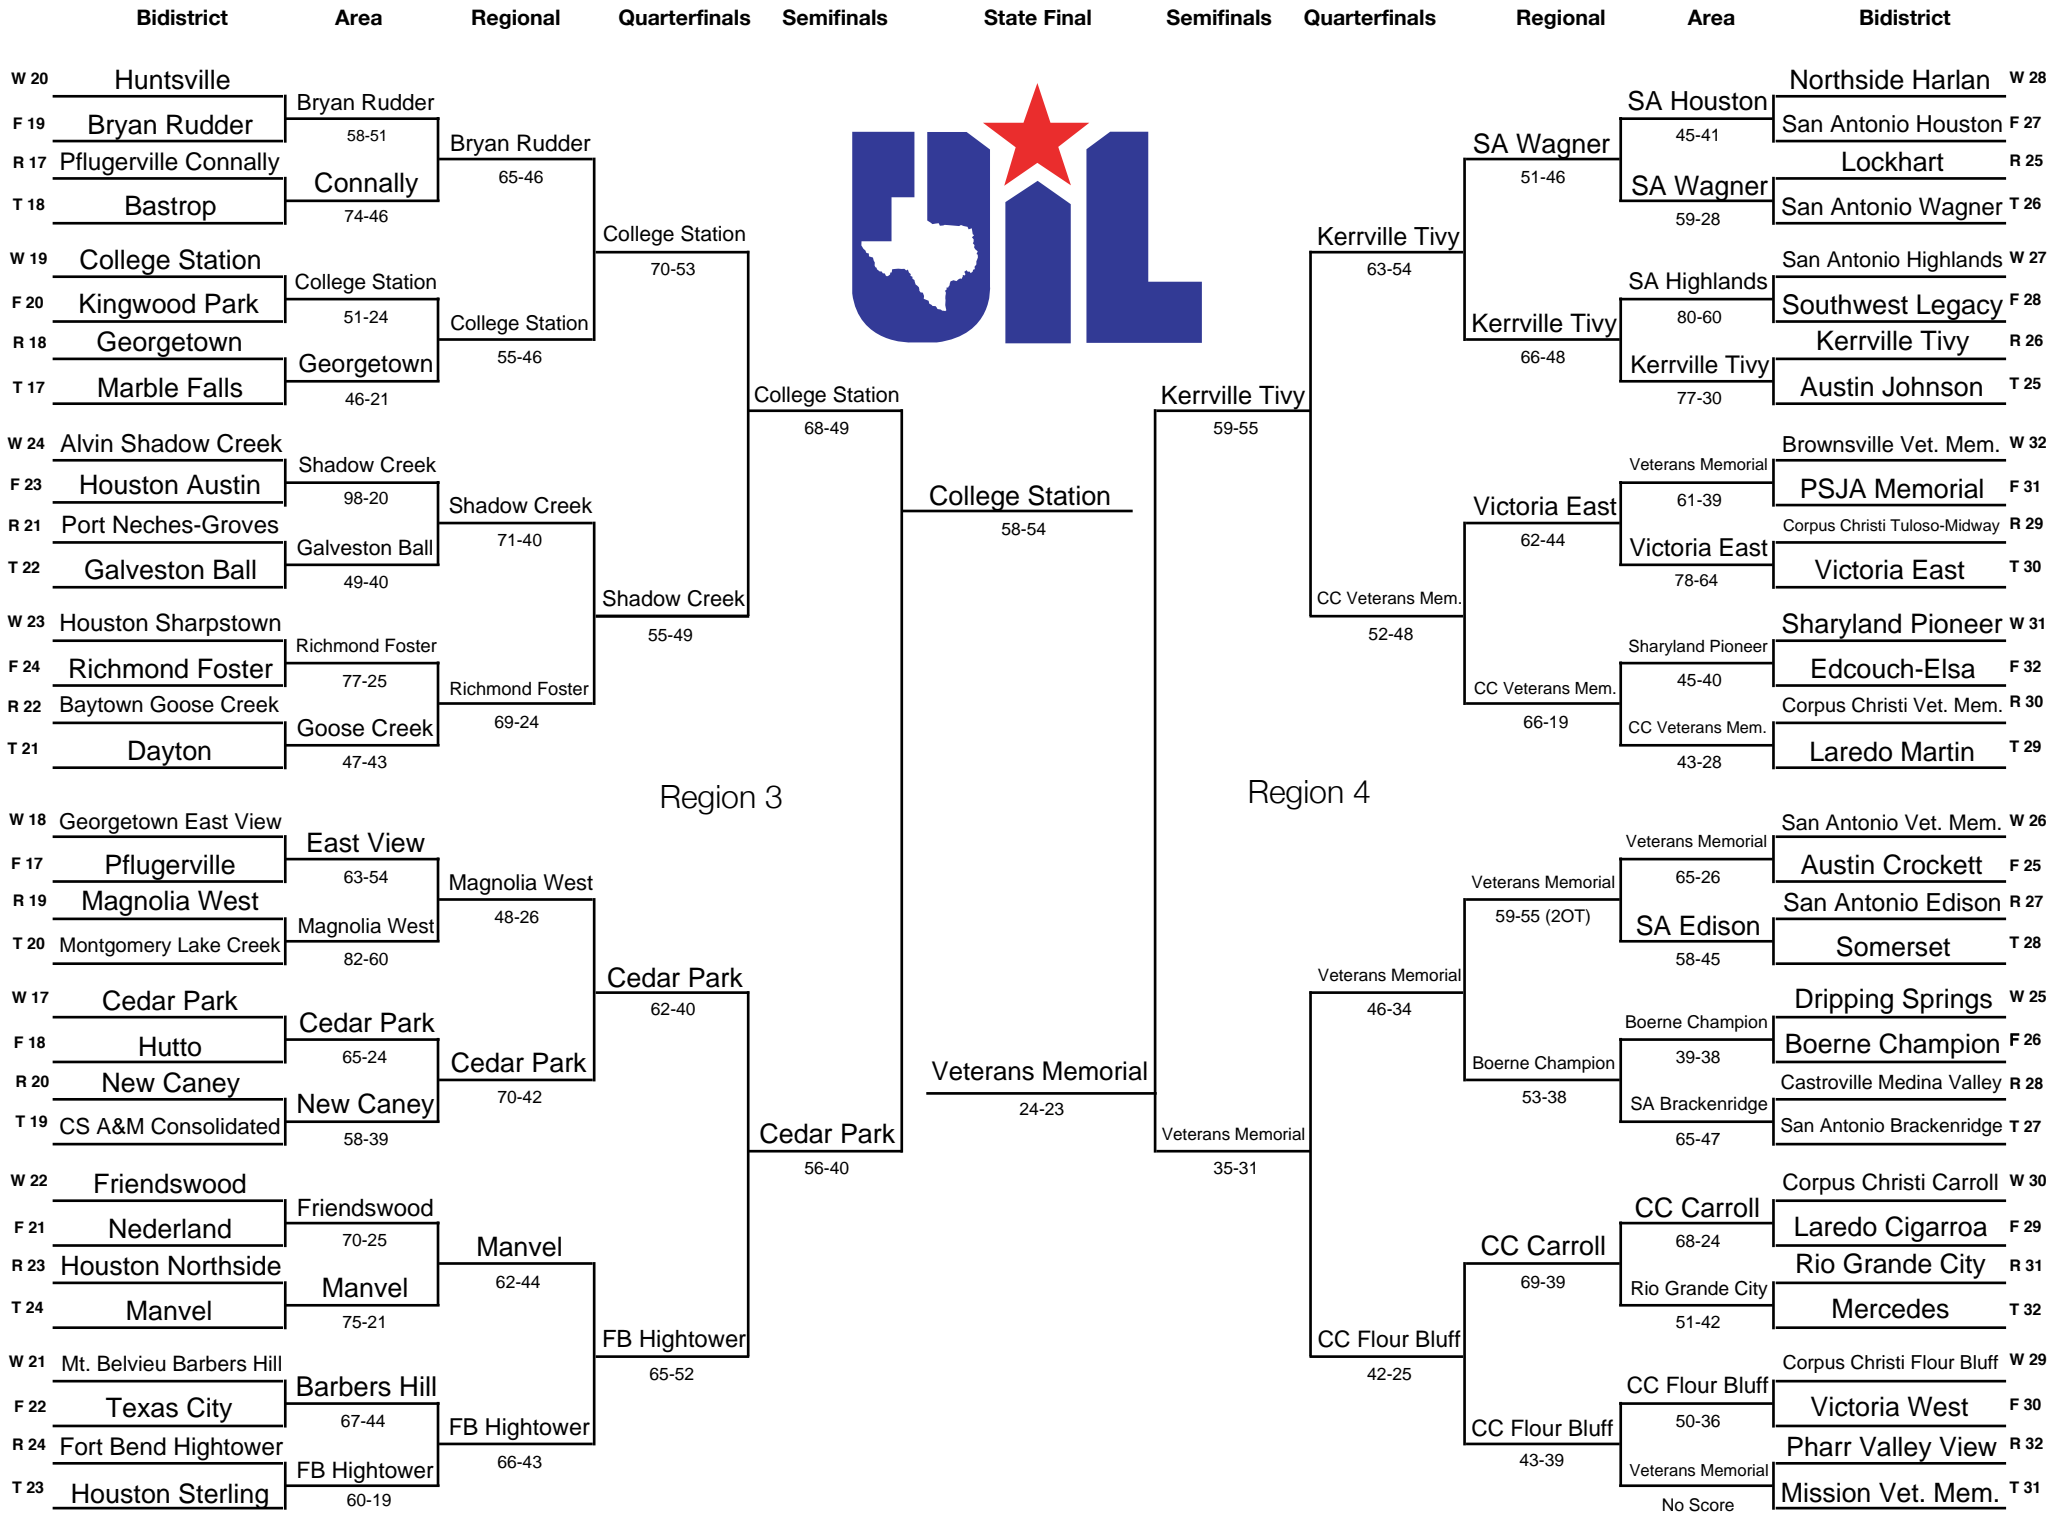 Bidistrict Area Regional Quarterfinals Semifinals State Final Semifinals Quarterfinals Regional Area Bidistrict
W 20 Huntsville
Bryan Rudder
58-51
F 19 Bryan Rudder
Bryan Rudder
65-46
R 17 Pflugerville Connally
Connally
74-46
T 18 Bastrop
College Station
70-53
W 19 College Station
College Station
51-24
F 20 Kingwood Park
College Station
55-46
R 18 Georgetown
Georgetown
46-21
T 17 Marble Falls
College Station
68-49
W 24 Alvin Shadow Creek
Shadow Creek
98-20
F 23 Houston Austin
Shadow Creek
71-40
R 21 Port Neches-Groves
Galveston Ball
49-40
T 22 Galveston Ball
Shadow Creek
55-49
W 23 Houston Sharpstown
Richmond Foster
77-25
F 24 Richmond Foster
Richmond Foster
69-24
R 22 Baytown Goose Creek
Goose Creek
47-43
T 21 Dayton
Region 3
W 18 Georgetown East View
East View
63-54
F 17 Pflugerville
Magnolia West
48-26
R 19 Magnolia West
Magnolia West
82-60
T 20 Montgomery Lake Creek
Cedar Park
62-40
W 17 Cedar Park
Cedar Park
65-24
F 18 Hutto
Cedar Park
70-42
R 20 New Caney
New Caney
58-39
T 19 CS A&M Consolidated
Cedar Park
56-40
W 22 Friendswood
Friendswood
70-25
F 21 Nederland
Manvel
62-44
R 23 Houston Northside
Manvel
75-21
T 24 Manvel
FB Hightower
65-52
W 21 Mt. Belvieu Barbers Hill
Barbers Hill
67-44
F 22 Texas City
FB Hightower
66-43
R 24 Fort Bend Hightower
FB Hightower
60-19
T 23 Houston Sterling
UIL
College Station
58-54
Veterans Memorial
24-23
Northside Harlan W 28
SA Houston
45-41
San Antonio Houston F 27
SA Wagner
51-46
Lockhart R 25
SA Wagner
59-28
San Antonio Wagner T 26
Kerrville Tivy
63-54
San Antonio Highlands W 27
SA Highlands
80-60
Southwest Legacy F 28
Kerrville Tivy
66-48
Kerrville Tivy R 26
Kerrville Tivy
77-30
Austin Johnson T 25
Kerrville Tivy
59-55
Brownsville Vet. Mem. W 32
Veterans Memorial
61-39
PSJA Memorial F 31
Victoria East
62-44
Corpus Christi Tuloso-Midway R 29
Victoria East
78-64
Victoria East T 30
CC Veterans Mem.
52-48
Sharyland Pioneer W 31
Sharyland Pioneer
45-40
Edcouch-Elsa F 32
CC Veterans Mem.
66-19
Corpus Christi Vet. Mem. R 30
CC Veterans Mem.
43-28
Laredo Martin T 29
Region 4
San Antonio Vet. Mem. W 26
Veterans Memorial
65-26
Austin Crockett F 25
Veterans Memorial
59-55 (2OT)
San Antonio Edison R 27
SA Edison
58-45
Somerset T 28
Veterans Memorial
46-34
Dripping Springs W 25
Boerne Champion
39-38
Boerne Champion F 26
Boerne Champion
53-38
Castroville Medina Valley R 28
SA Brackenridge
65-47
San Antonio Brackenridge T 27
Veterans Memorial
35-31
Corpus Christi Carroll W 30
CC Carroll
68-24
Laredo Cigarroa F 29
CC Carroll
69-39
Rio Grande City R 31
Rio Grande City
51-42
Mercedes T 32
CC Flour Bluff
42-25
Corpus Christi Flour Bluff W 29
CC Flour Bluff
50-36
Victoria West F 30
CC Flour Bluff
43-39
Pharr Valley View R 32
Veterans Memorial
No Score
Mission Vet. Mem. T 31